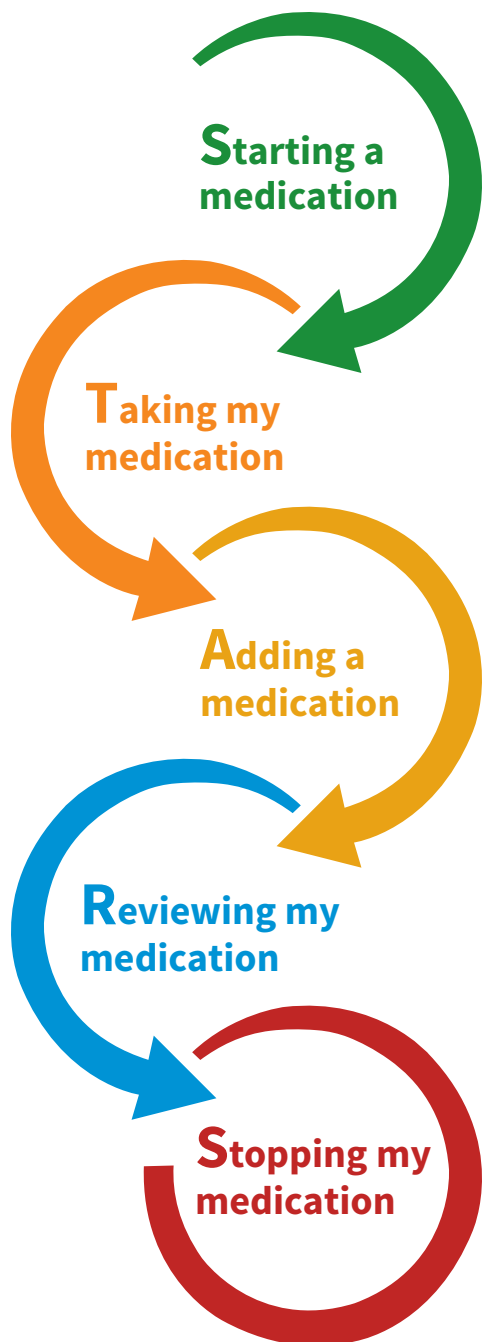 Starting a
medication
Taking my
medication
Adding a
medication
Reviewing my
medication
Stopping my
medication